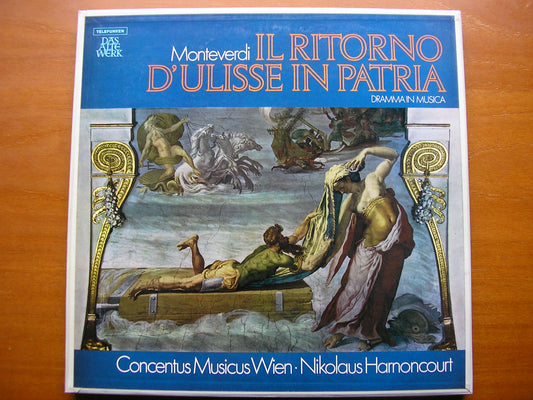 TELEFUNKEN
DAS
ALTE
WERK
Monteverdi IL RITORNO
D'ULISSE IN PATRIA
DRAMMA IN MUSICA
Concentus Musicus Wien · Nikolaus Harnoncourt